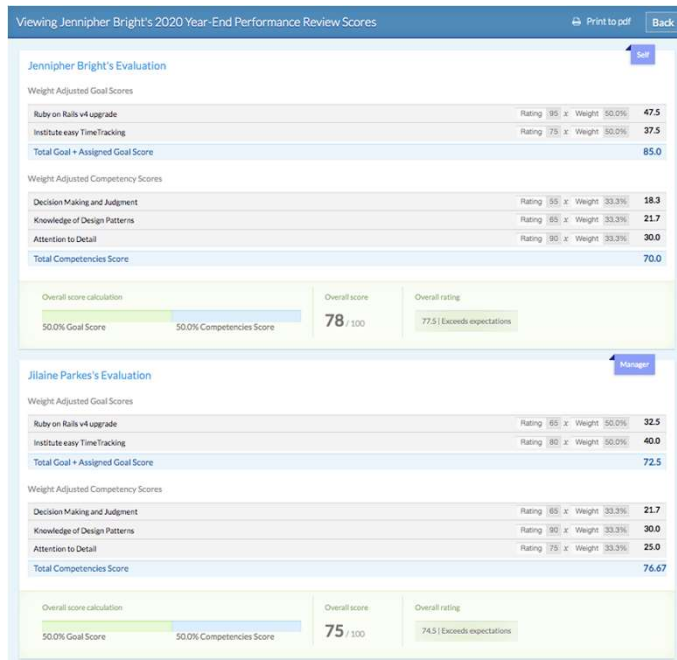 Viewing Jennipher Bright's 2020 Year-End Performance Review Scores Print to pdf Back
Self
Jennipher Bright's Evaluation
Weight Adjusted Goal Scores
Ruby on Rails v4 upgrade Rating 95 x Weight 50.0% 47.5
Institute easy TimeTracking Rating 75 x Weight 50.0% 37.5
Total Goal + Assigned Goal Score 85.0
Weight Adjusted Competency Scores
Decision Making and Judgment Rating 55 x Weight 33.3% 18.3
Knowledge of Design Patterns Rating 65 x Weight 33.3% 21.7
Attention to Detail Rating 90 x Weight 33.3% 30.0
Total Competencies Score 70.0
Overall score calculation Overall score Overall rating
50.0% Goal Score 50.0% Competencies Score 78 / 100 77.5 | Exceeds expectations
Manager
Jilaine Parkes's Evaluation
Weight Adjusted Goal Scores
Ruby on Rails v4 upgrade Rating 65 x Weight 50.0% 32.5
Institute easy TimeTracking Rating 80 x Weight 50.0% 40.0
Total Goal + Assigned Goal Score 72.5
Weight Adjusted Competency Scores
Decision Making and Judgment Rating 65 x Weight 33.3% 21.7
Knowledge of Design Patterns Rating 90 x Weight 33.3% 30.0
Attention to Detail Rating 75 x Weight 33.3% 25.0
Total Competencies Score 76.67
Overall score calculation Overall score Overall rating
50.0% Goal Score 50.0% Competencies Score 75 / 100 74.5 | Exceeds expectations